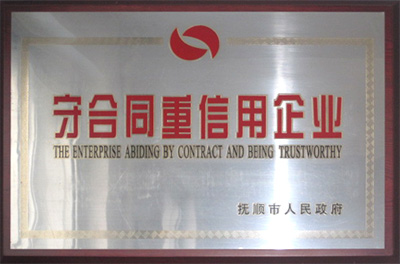 守合同重信用企业
THE ENTERPRISE ABIDING BY CONTRACT AND BEING TRUSTWORTHY
抚顺市人民政府